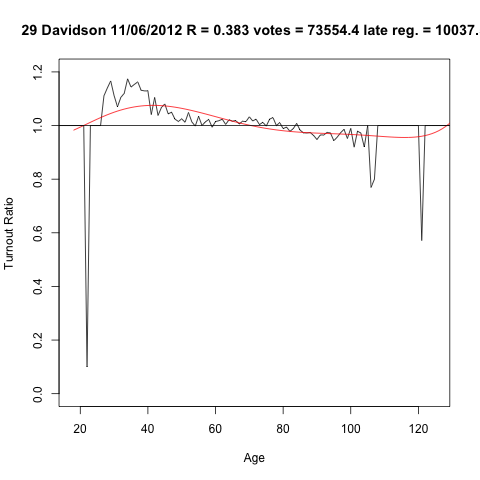 29 Davidson 11/06/2012 R = 0.383 votes = 73554.4 late reg. = 10037.
Turnout Ratio
1.2
1.0
0.8
0.6
0.4
0.2
0.0
20 40 60 80 100 120
Age